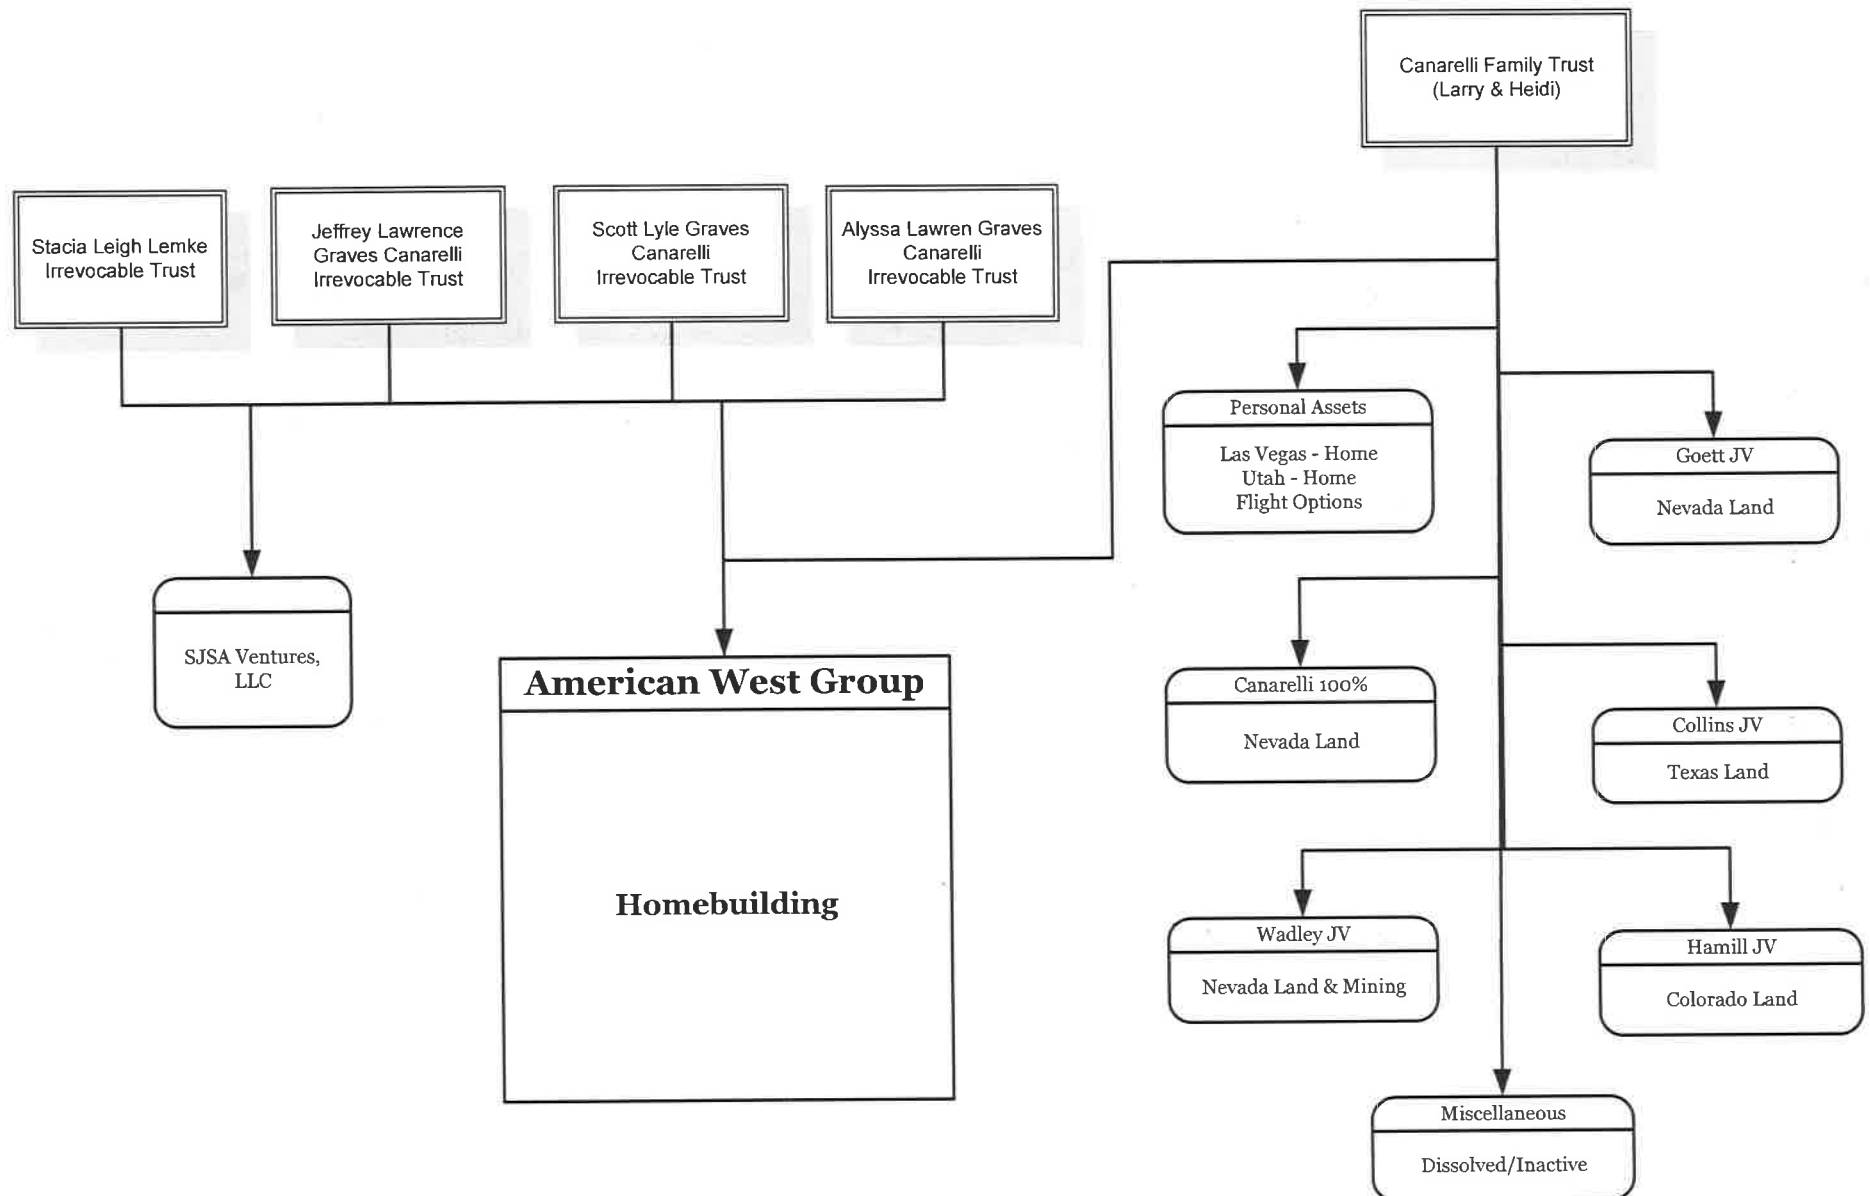 Canarelli Family Trust
(Larry & Heidi)
Stacia Leigh Lemke
Irrevocable Trust
Jeffrey Lawrence
Graves Canarelli
Irrevocable Trust
Scott Lyle Graves
Canarelli
Irrevocable Trust
Alyssa Lawren Graves
Canarelli
Irrevocable Trust
Personal Assets
Las Vegas - Home
Utah - Home
Flight Options
Goett JV
Nevada Land
SJSA Ventures,
LLC
American West Group
Homebuilding
Canarelli 100%
Nevada Land
Collins JV
Texas Land
Wadley JV
Nevada Land & Mining
Hamill JV
Colorado Land
Miscellaneous
Dissolved/Inactive